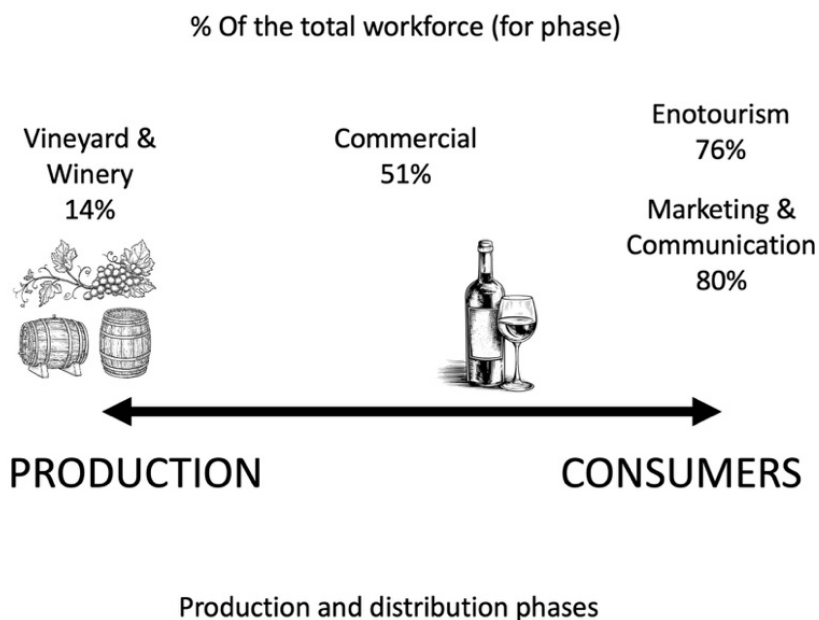 % Of the total workforce (for phase)
Vineyard &
Winery
14%
Commercial
51%
Enotourism
76%
Marketing &
Communication
80%
PRODUCTION
CONSUMERS
Production and distribution phases